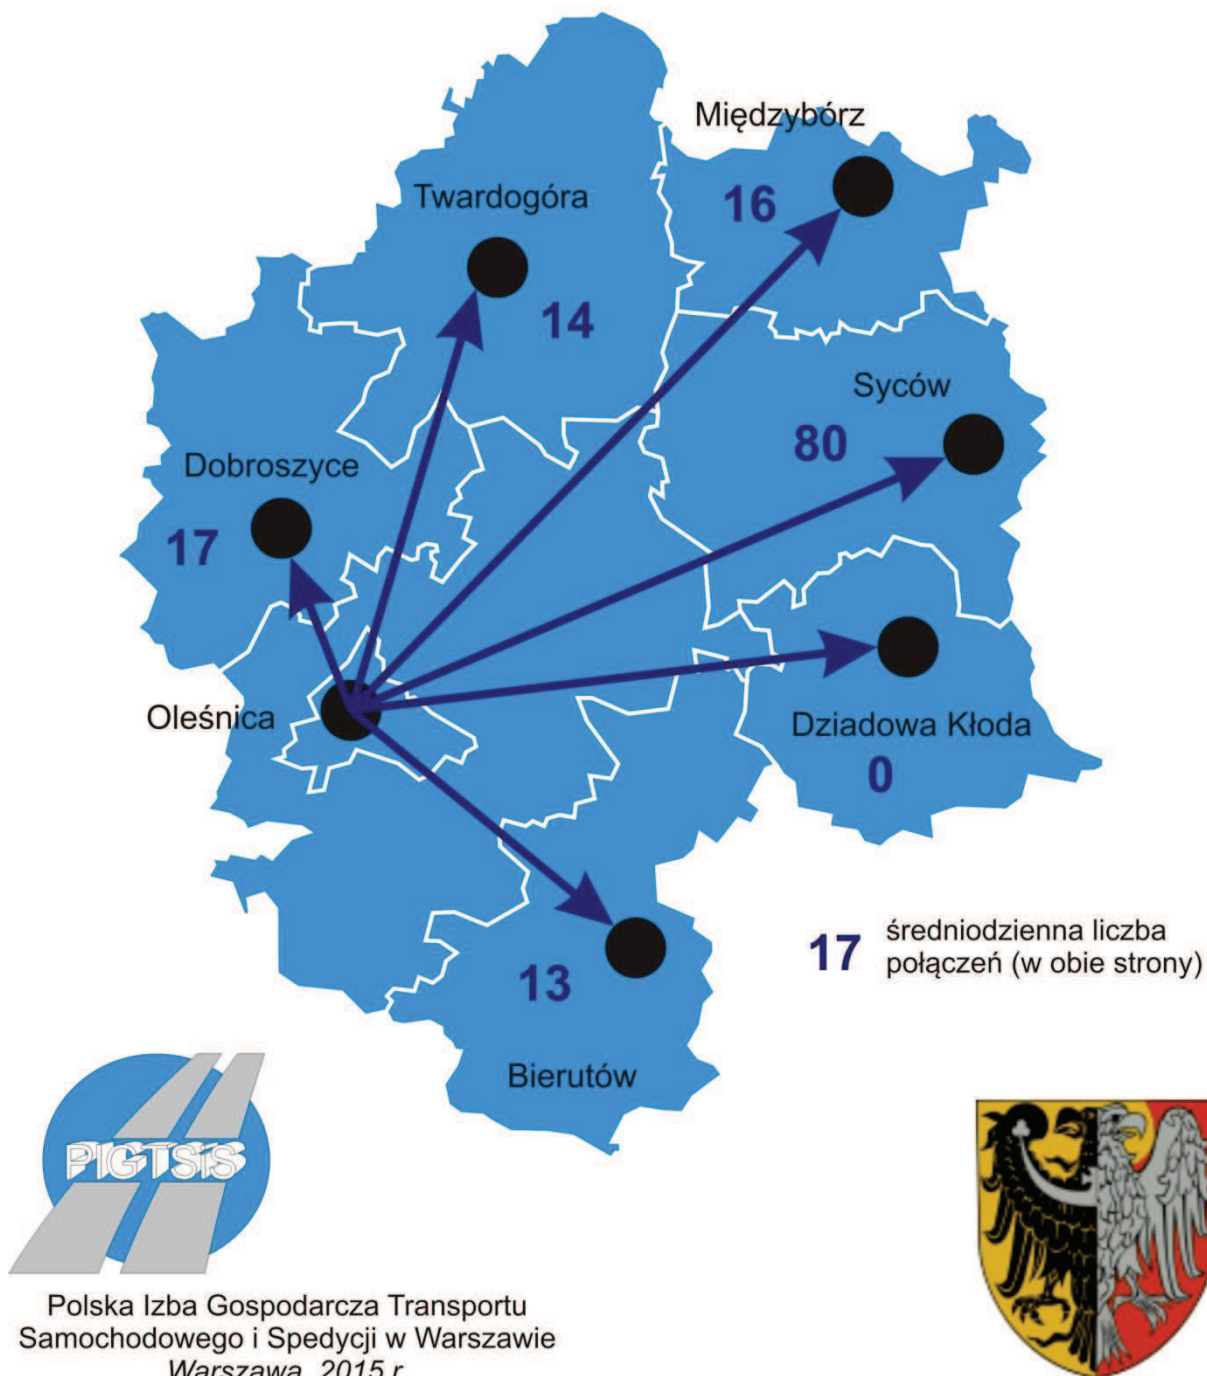 Międzybórz
16
Twardogóra
14
Syców
80
Dobroszyce
17
Oleśnica
Dziadowa Kłoda
0
17 średniodzienna liczba
połączeń (w obie strony)
13
Bierutów
PIGTSIS
Polska Izba Gospodarcza Transportu
Samochodowego i Spedycji w Warszawie
Warszawa, 2015 r.